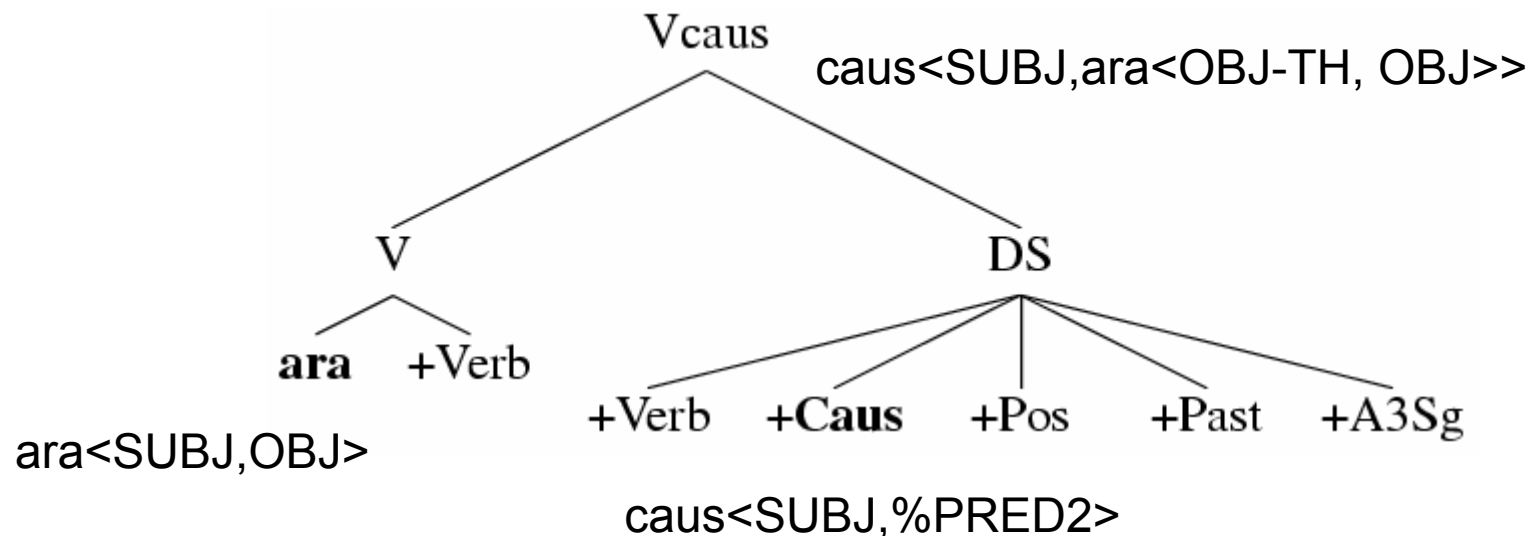 Vcaus
caus<SUBJ,ara<OBJ-TH, OBJ>>
V DS
ara +Verb
+Verb +Caus +Pos +Past +A3Sg
ara<SUBJ,OBJ>
caus<SUBJ,%PRED2>